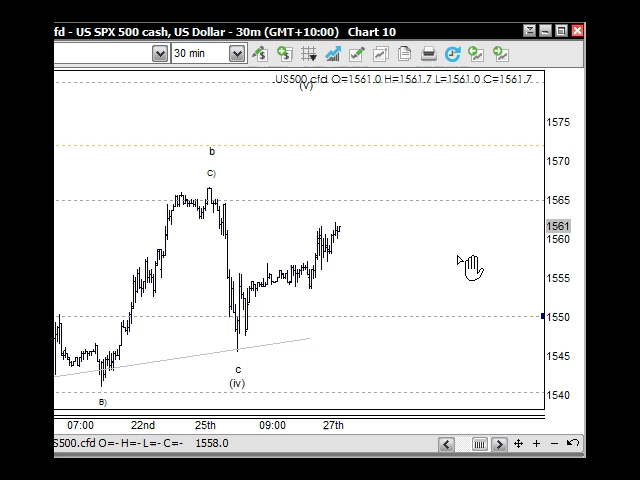 fd - US SPX 500 cash, US Dollar - 30m (GMT+10:00) Chart 10
30 min
US500.cfd O=1561.0 H=1561.7 L=1561.0 C=1561.7
(v)
1575
b
1570
C)
1565
1561
1560
1555
1550
1545
c
(iv)
1540
B)
07:00 22nd 25th 09:00 27th
S500.cfd O=- H=- L=- C=- 1558.0